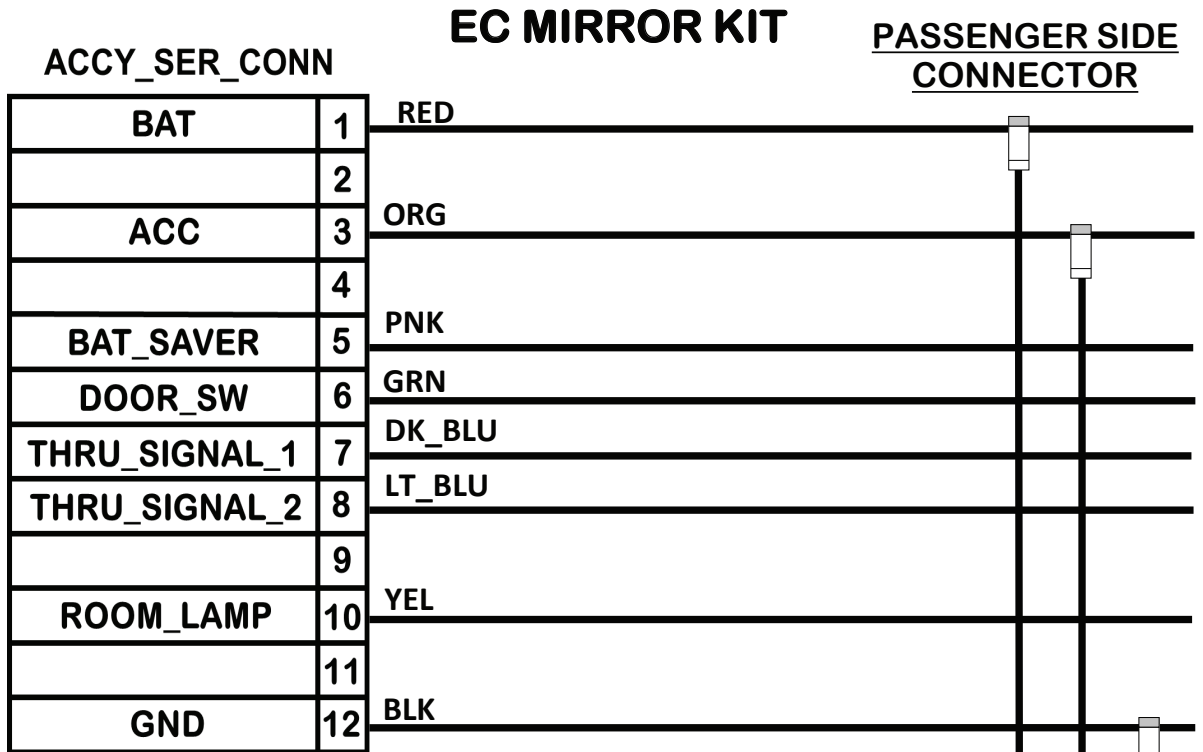 EC MIRROR KIT
PASSENGER SIDE
CONNECTOR
ACCY_SER_CONN
BAT 1 RED
2
ACC 3 ORG
4
BAT_SAVER 5 PNK
DOOR_SW 6 GRN
THRU_SIGNAL_1 7 DK_BLU
THRU_SIGNAL_2 8 LT_BLU
9
ROOM_LAMP 10 YEL
11
GND 12 BLK